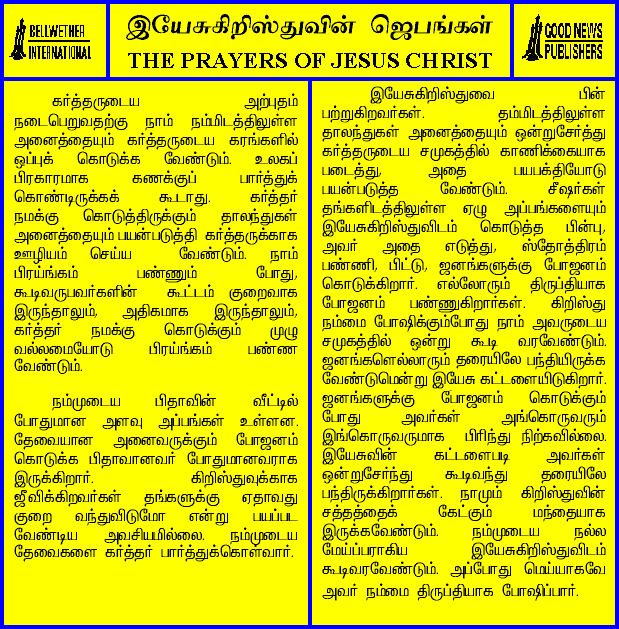 BELLWETHER
INTERNATIONAL
இயேசுகிறிஸ்துவின் ஜெபங்கள்
THE PRAYERS OF JESUS CHRIST
GOOD NEWS
PUBLISHERS
கர்த்தருடைய அற்புதம்
நடைபெறுவதற்கு நாம் நம்மிடத்திலுள்ள
அனைத்தையும் கர்த்தருடைய கரங்களில்
ஒப்புக் கொடுக்க வேண்டும். உலகப்
பிரகாரமாக கணக்குப் பார்த்துக்
கொண்டிருக்கக் கூடாது. கர்த்தர்
நமக்கு கொடுத்திருக்கும் தாலந்துகள்
அனைத்தையும் பயன்படுத்தி கர்த்தருக்காக
ஊழியம் செய்ய வேண்டும். நாம்
பிரய்ங்கம் பண்ணும் போது,
கூடிவருபவர்களின் கூட்டம் குறைவாக
இருந்தாலும், அதிகமாக இருந்தாலும்,
கர்த்தர் நமக்கு கொடுக்கும் முழு
வல்லமையோடு பிரய்ங்கம் பண்ண
வேண்டும்.
நம்முடைய பிதாவின் வீட்டில்
போதுமான அளவு அப்பங்கள் உள்ளன.
தேவையான அனைவருக்கும் போஜனம்
கொடுக்க பிதாவானவர் போதுமானவராக
இருக்கிறார். கிறிஸ்துவுக்காக
ஜீவிக்கிறவர்கள் தங்களுக்கு ஏதாவது
குறை வந்துவிடுமோ என்று பயப்பட
வேண்டிய அவசியமில்லை. நம்முடைய
தேவைகளை கர்த்தர் பார்த்துக்கொள்வார்.
இயேசுகிறிஸ்துவை பின்
பற்றுகிறவர்கள். தம்மிடத்திலுள்ள
தாலந்துகள் அனைத்தையும் ஒன்றுசேர்த்து
கர்த்தருடைய சமுகத்தில் காணிக்கையாக
படைத்து, அதை பயபக்தியோடு
பயன்படுத்த வேண்டும். சீஷர்கள்
தங்களிடத்திலுள்ள ஏழு அப்பங்களையும்
இயேசுகிறிஸ்துவிடம் கொடுத்த பின்பு,
அவர் அதை எடுத்து, ஸ்தோத்திரம்
பண்ணி, பிட்டு, ஜனங்களுக்கு போஜனம்
கொடுக்கிறார். எல்லோரும் திருப்தியாக
போஜனம் பண்ணுகிறார்கள். கிறிஸ்து
நம்மை போஷிக்கும்போது நாம் அவருடைய
சமுகத்தில் ஒன்று கூடி வரவேண்டும்.
ஜனங்களெல்லாரும் தரையிலே பந்தியிருக்க
வேண்டுமென்று இயேசு கட்டளையிடுகிறார்.
ஜனங்களுக்கு போஜனம் கொடுக்கும்
போது அவர்கள் அங்கொருவரும்
இங்கொருவருமாக பிரிந்து நிற்கவில்லை.
இயேசுவின் கட்டளைபடி அவர்கள்
ஒன்றுசேர்ந்து கூடிவந்து தரையிலே
பந்திருக்கிறார்கள். நாமும் கிறிஸ்துவின்
சத்தத்தைக் கேட்கும் மந்தையாக
இருக்கவேண்டும். நம்முடைய நல்ல
மேய்ப்பராகிய இயேசுகிறிஸ்துவிடம்
கூடிவரவேண்டும். அப்போது மெய்யாகவே
அவர் நம்மை திருப்தியாக போஷிப்பார்.